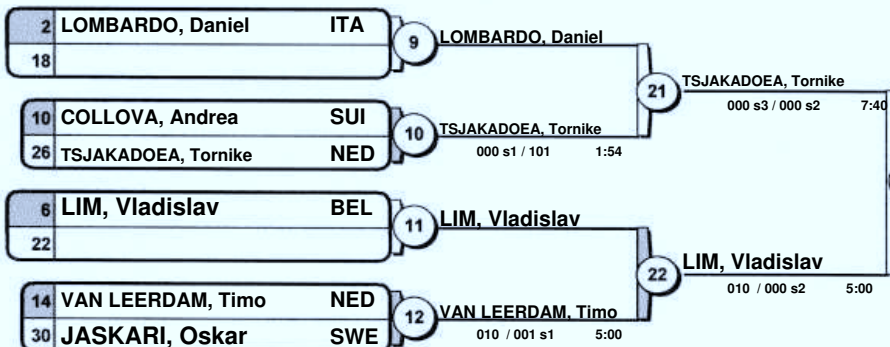 2 LOMBARDO, Daniel ITA
18
9 LOMBARDO, Daniel
21 TSJAKADOEA, Tornike
000 s3 / 000 s2 7:40
10 COLLOVA, Andrea SUI
26 TSJAKADOEA, Tornike NED
10 TSJAKADOEA, Tornike
000 s1 / 101 1:54
6 LIM, Vladislav BEL
22
11 LIM, Vladislav
22 LIM, Vladislav
010 / 000 s2 5:00
14 VAN LEERDAM, Timo NED
30 JASKARI, Oskar SWE
12 VAN LEERDAM, Timo
010 / 001 s1 5:00